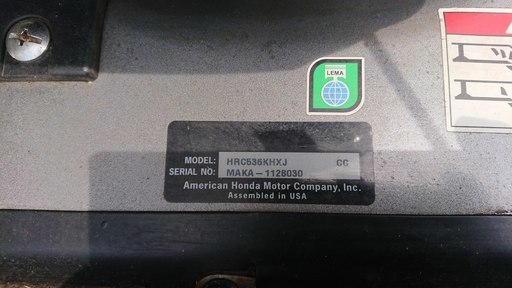 LEMA
MODEL: HRC536KHXJ CC
SERIAL NO: MAKA-1128030
American Honda Motor Company, Inc.
Assembled in USA